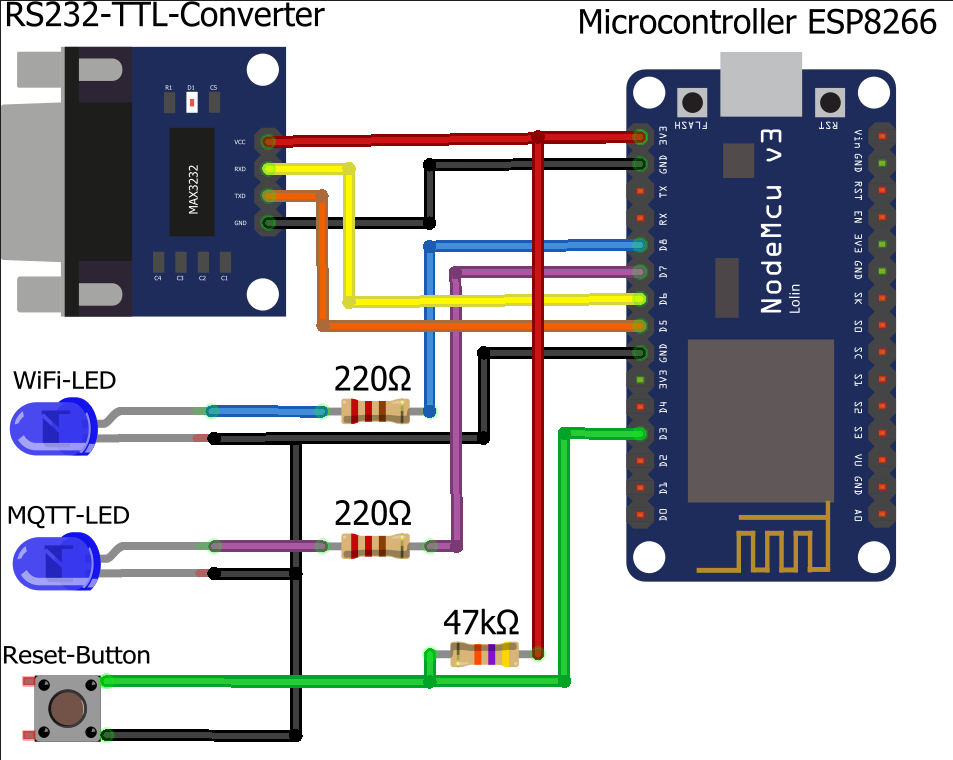 RS232-TTL-Converter
Microcontroller ESP8266
R1
D1
C5
VCC
RXD
TXD
GND
MAX3232
C4
C3
C2
C1
FLASH
RST
NodeMcu v3
Lolin
3V3
GND
TX
RX
D8
D7
D6
D5
GND
3V3
D4
D3
D2
D1
D0
Vin
GND
RST
EN
3V3
GND
SK
SO
SC
S1
S2
S3
VU
GND
A0
WiFi-LED
220Ω
MQTT-LED
220Ω
47kΩ
Reset-Button